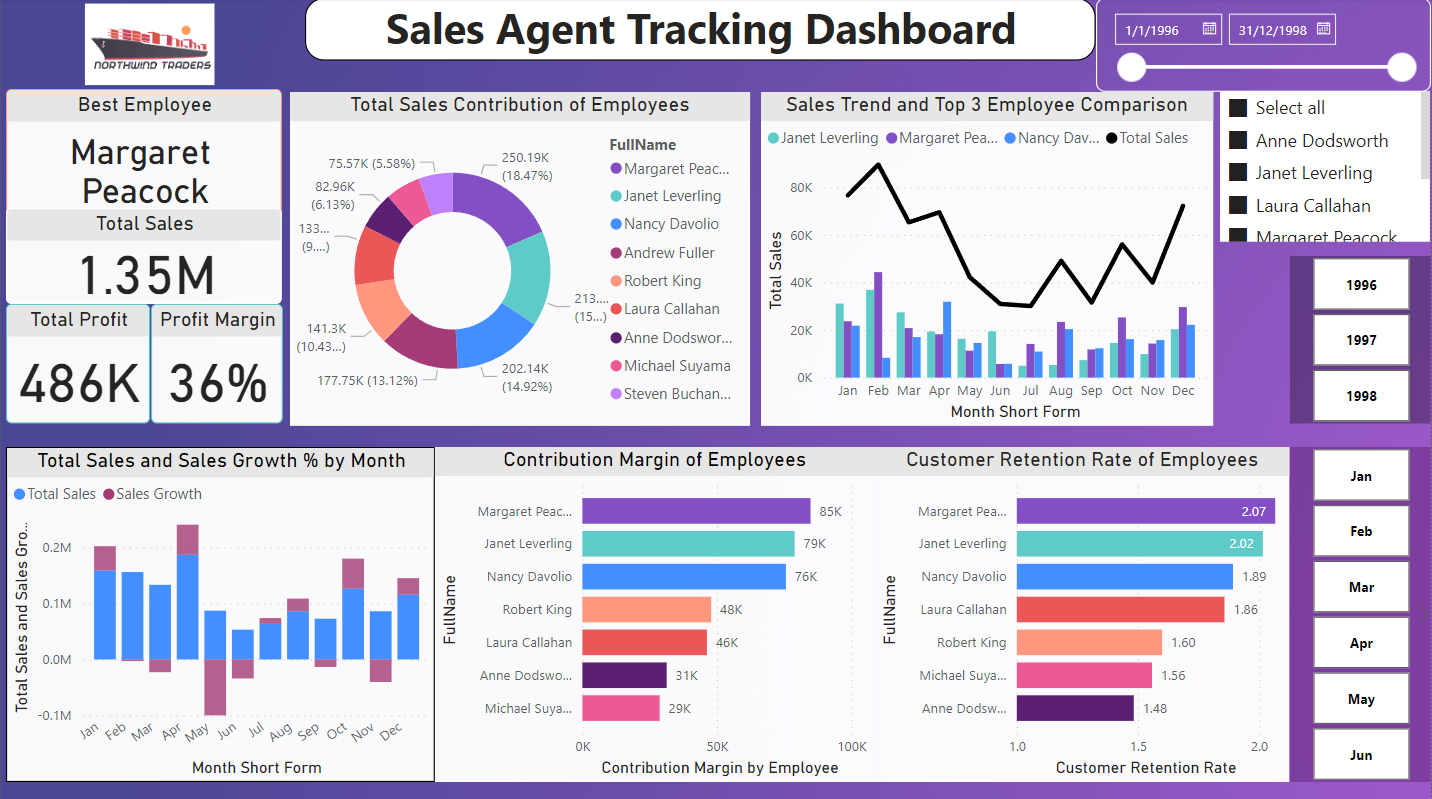 NORTHWIND TRADERS
Sales Agent Tracking Dashboard
1/1/1996
31/12/1998
Best Employee
Margaret
Peacock
Total Sales
1.35M
Total Profit
486K
Profit Margin
36%
Total Sales Contribution of Employees
250.19K
(18.47%)
213....
(15...)
202.14K
(14.92%)
177.75K (13.12%)
141.3K
(10.43...)
133...
(9....)
82.96K
(6.13%)
75.57K (5.58%)
FullName
Margaret Peac...
Janet Leverling
Nancy Davolio
Andrew Fuller
Robert King
Laura Callahan
Anne Dodswor...
Michael Suyama
Steven Buchan...
Sales Trend and Top 3 Employee Comparison
Janet Leverling Margaret Pea... Nancy Dav... Total Sales
Total Sales
80K
60K
40K
20K
0K
Jan Feb Mar Apr May Jun Jul Aug Sep Oct Nov Dec
Month Short Form
Select all
Anne Dodsworth
Janet Leverling
Laura Callahan
Margaret Peacock
1996
1997
1998
Total Sales and Sales Growth % by Month
Total Sales Sales Growth
Total Sales and Sales Gro...
0.2M
0.1M
0.0M
-0.1M
Jan Feb Mar Apr May Jun Jul Aug Sep Oct Nov Dec
Month Short Form
Contribution Margin of Employees
FullName
Margaret Peac... 85K
Janet Leverling 79K
Nancy Davolio 76K
Robert King 48K
Laura Callahan 46K
Anne Dodswo... 31K
Michael Suya... 29K
0K 50K 100K
Contribution Margin by Employee
Customer Retention Rate of Employees
FullName
Margaret Pea... 2.07
Janet Leverling 2.02
Nancy Davolio 1.89
Laura Callahan 1.86
Robert King 1.60
Michael Suya... 1.56
Anne Dodsw... 1.48
1.0 1.5 2.0
Customer Retention Rate
Jan
Feb
Mar
Apr
May
Jun